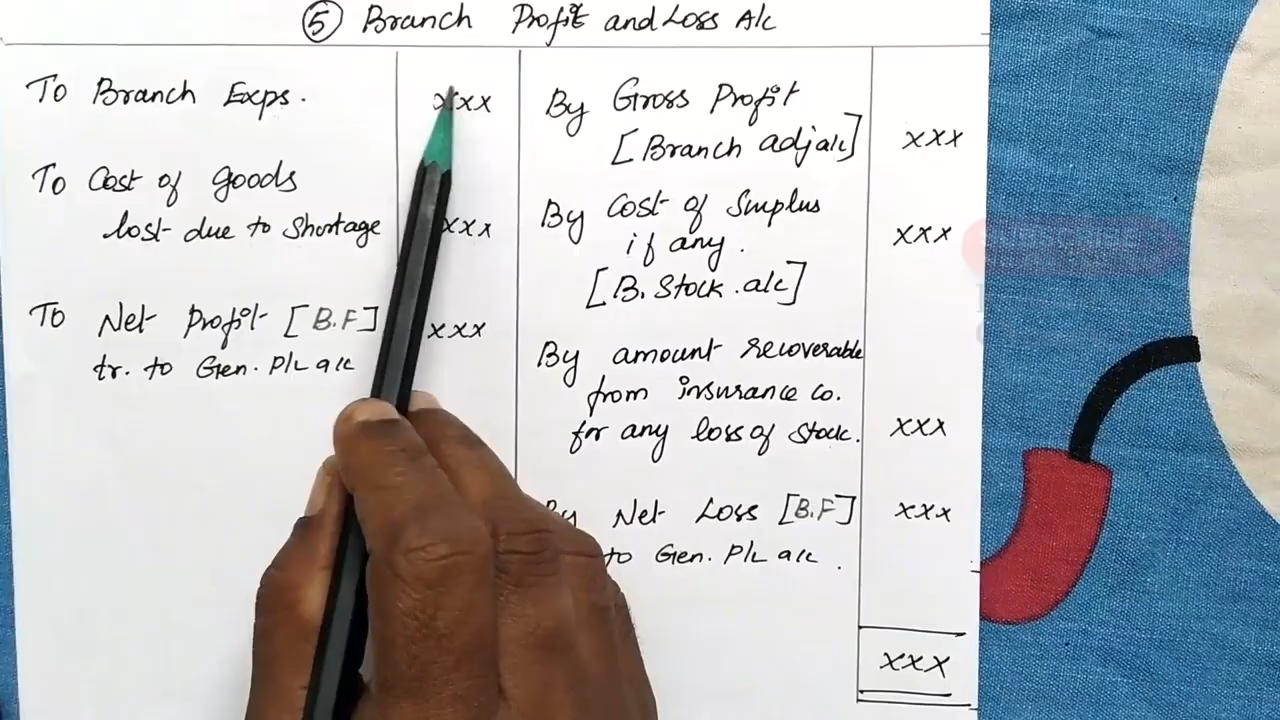 ⑤ Branch Profit and Loss A/c
To Branch Exps. xxx
To Cost of goods
lost due to Shortage xxx
To Net Profit [B.F] xxx
tr. to Gen. P/L a/c
By Gross Profit
[Branch adj a/c] xxx
By Cost of Surplus
if any. xxx
[B. Stock. a/c]
By amount recoverable
from insurance co.
for any loss of stock. xxx
By Net Loss [B.F] xxx
to Gen. P/L a/c.
xxx